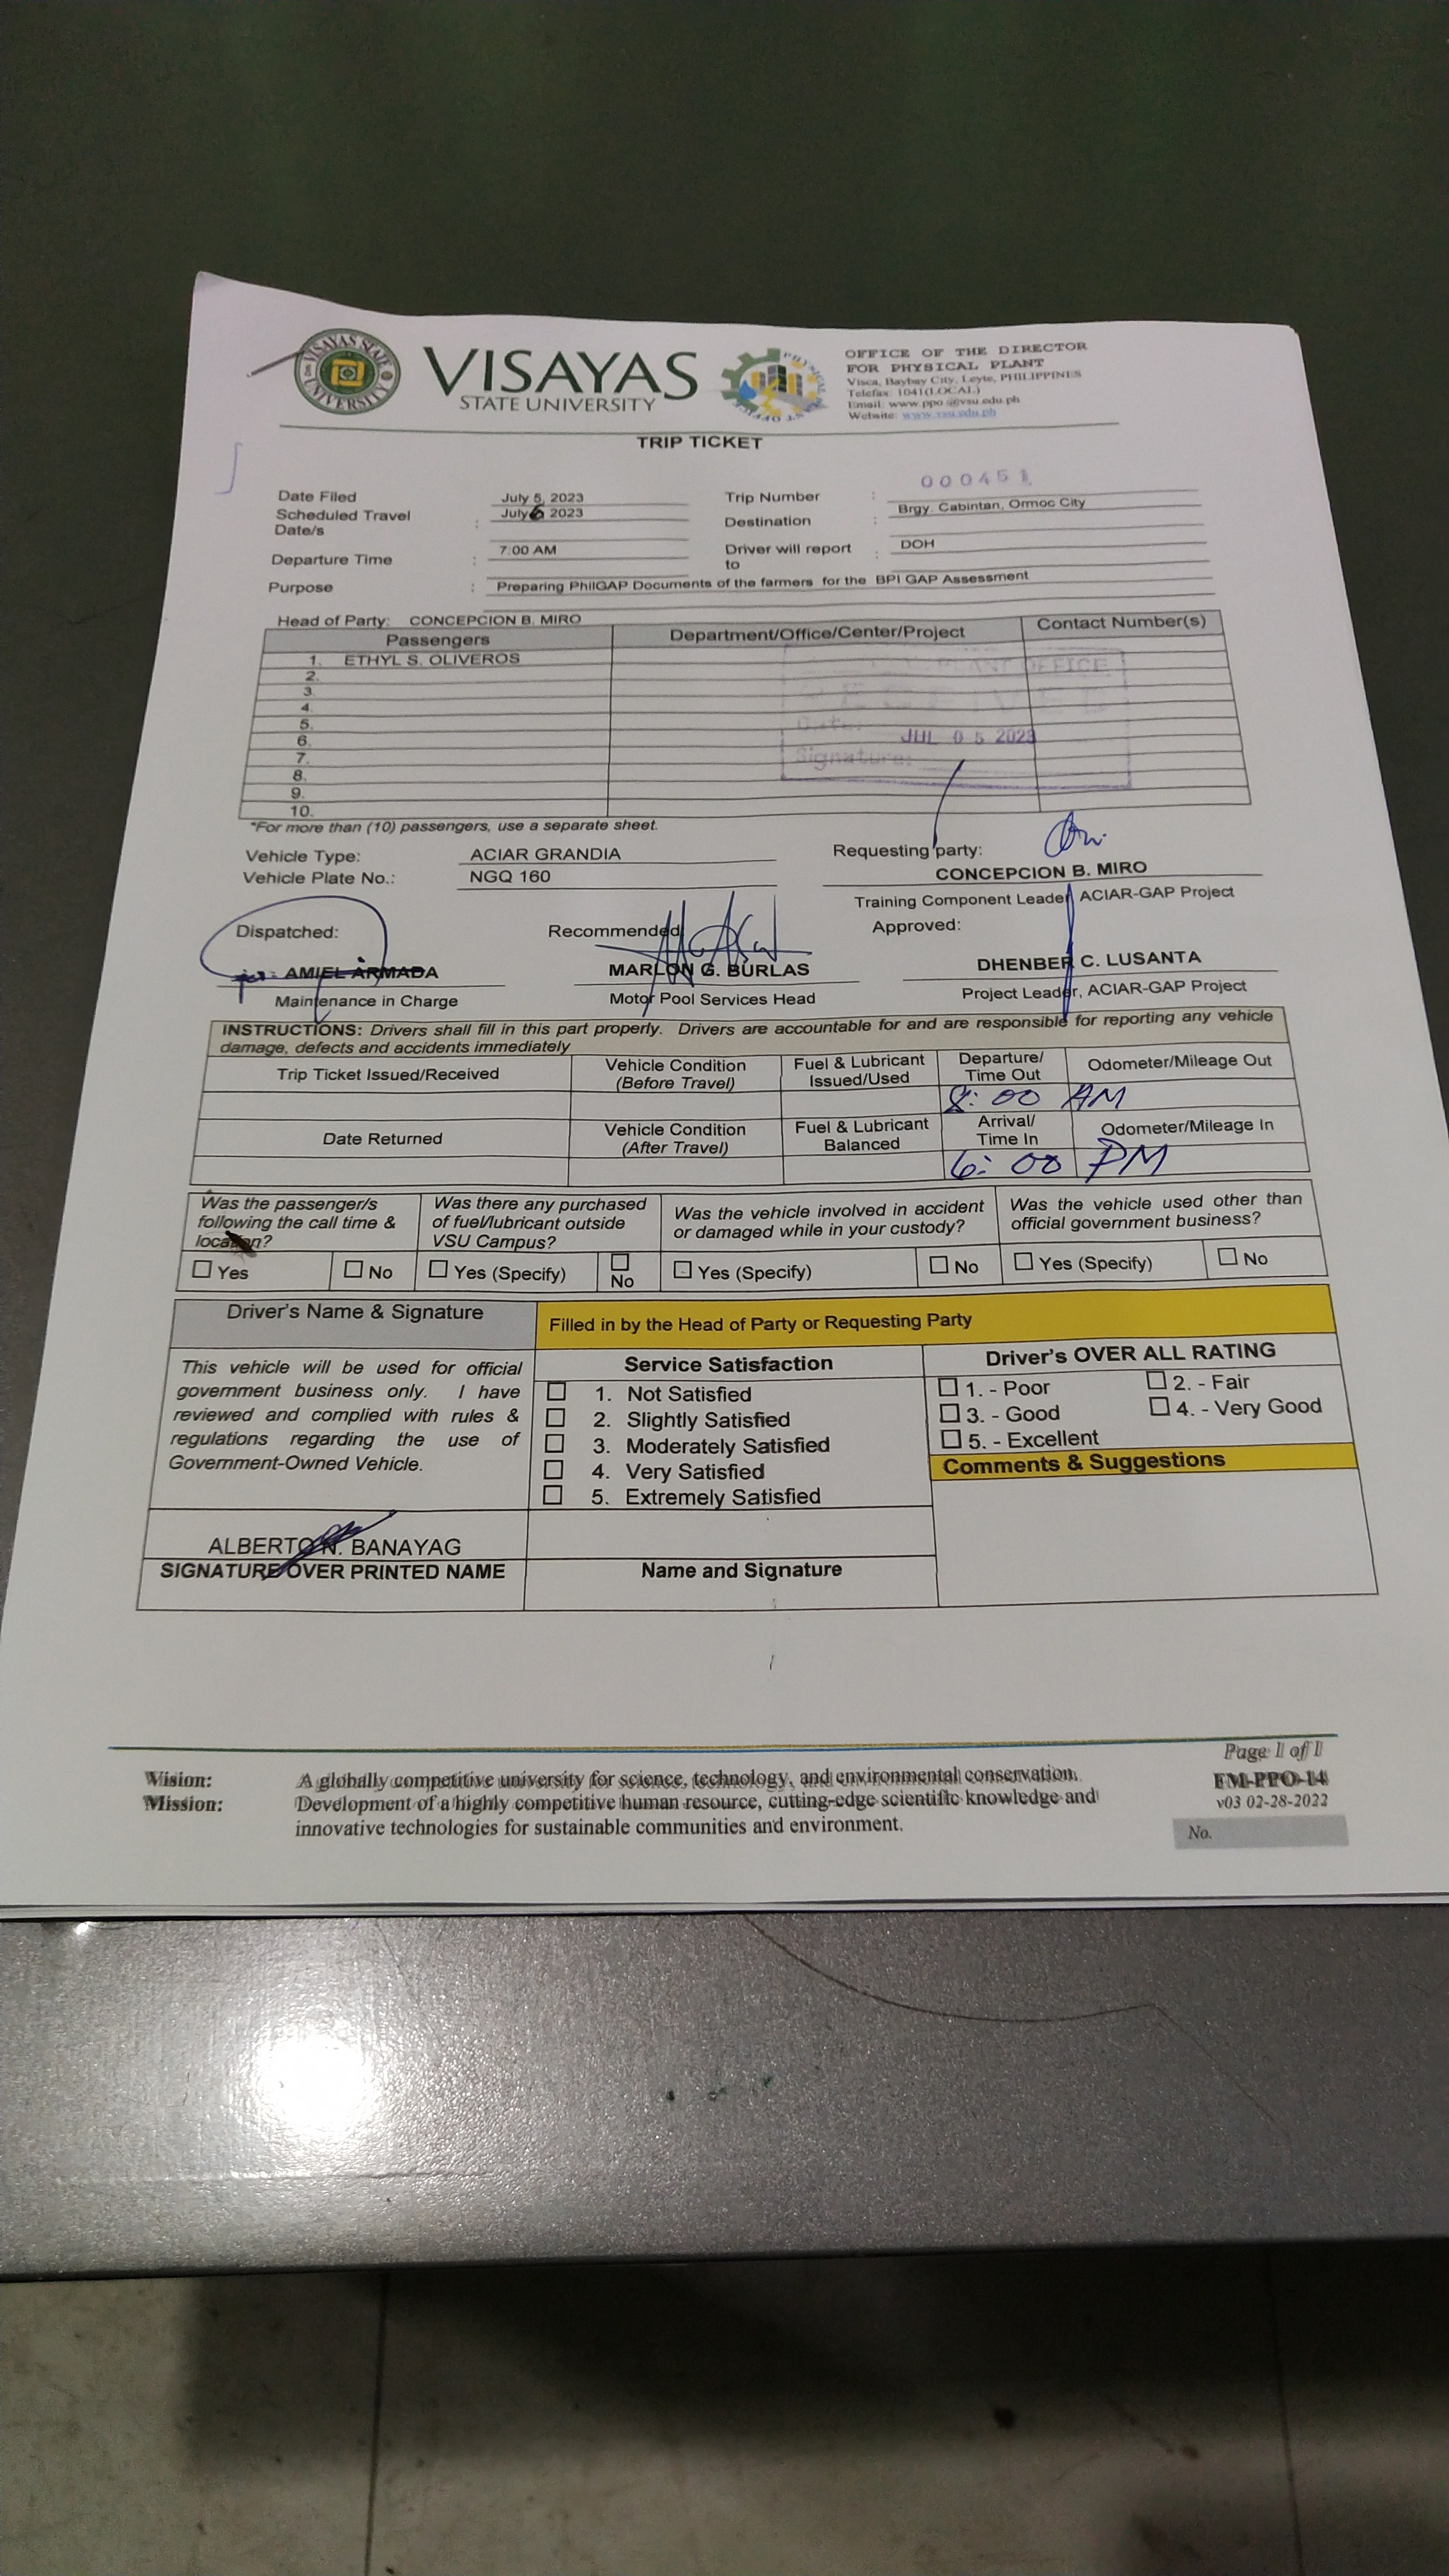 VISAYAS STATE UNIVERSITY
VISAYAS
STATE UNIVERSITY
OFFICE OF THE DIRECTOR
FOR PHYSICAL PLANT
Visca, Baybay City, Leyte, PHILIPPINES
Telefax: 1041(LOCAL)
Email: www.ppo@vsu.edu.ph
Website: www.vsu.edu.ph
TRIP TICKET
Date Filed July 5, 2023 Trip Number : 000451
Scheduled Travel Date/s : July 6 2023 Destination : Brgy. Cabintan, Ormoc City
Departure Time : 7:00 AM Driver will report to : DOH
Purpose : Preparing PhilGAP Documents of the farmers for the BPI GAP Assessment
Head of Party: CONCEPCION B. MIRO
Passengers Department/Office/Center/Project Contact Number(s)
1. ETHYL S. OLIVEROS
2.
3.
4.
5.
6.
7.
8.
9.
10.
PLANT OFFICE
Date:
JUL 05 2023
Signature:
*For more than (10) passengers, use a separate sheet.
Vehicle Type: ACIAR GRANDIA
Vehicle Plate No.: NGQ 160
Requesting party:
CONCEPCION B. MIRO
Training Component Leader, ACIAR-GAP Project
Dispatched: Recommended: Approved:
AMIEL ARMADA MARLON G. BURLAS DHENBER C. LUSANTA
Maintenance in Charge Motor Pool Services Head Project Leader, ACIAR-GAP Project
INSTRUCTIONS: Drivers shall fill in this part properly. Drivers are accountable for and are responsible for reporting any vehicle
damage, defects and accidents immediately
Trip Ticket Issued/Received Vehicle Condition (Before Travel) Fuel & Lubricant Issued/Used Departure/ Time Out Odometer/Mileage Out
8:00 AM
Date Returned Vehicle Condition (After Travel) Fuel & Lubricant Balanced Arrival/ Time In Odometer/Mileage In
6:00 PM
Was the passenger/s following the call time & location? Was there any purchased of fuel/lubricant outside VSU Campus? Was the vehicle involved in accident or damaged while in your custody? Was the vehicle used other than official government business?
Yes No Yes (Specify) No Yes (Specify) No Yes (Specify) No
Driver's Name & Signature
Filled in by the Head of Party or Requesting Party
This vehicle will be used for official
government business only. I have
reviewed and complied with rules &
regulations regarding the use of
Government-Owned Vehicle.
Service Satisfaction
1. Not Satisfied
2. Slightly Satisfied
3. Moderately Satisfied
4. Very Satisfied
5. Extremely Satisfied
Driver's OVER ALL RATING
1. - Poor 2. - Fair
3. - Good 4. - Very Good
5. - Excellent
Comments & Suggestions
ALBERTO N. BANAYAG
SIGNATURE OVER PRINTED NAME Name and Signature
Page 1 of 1
FM-PPO-14
v03 02-28-2022
No.
Vision: A globally competitive university for science, technology, and environmental conservation.
Mission: Development of a highly competitive human resource, cutting-edge scientific knowledge and
innovative technologies for sustainable communities and environment.